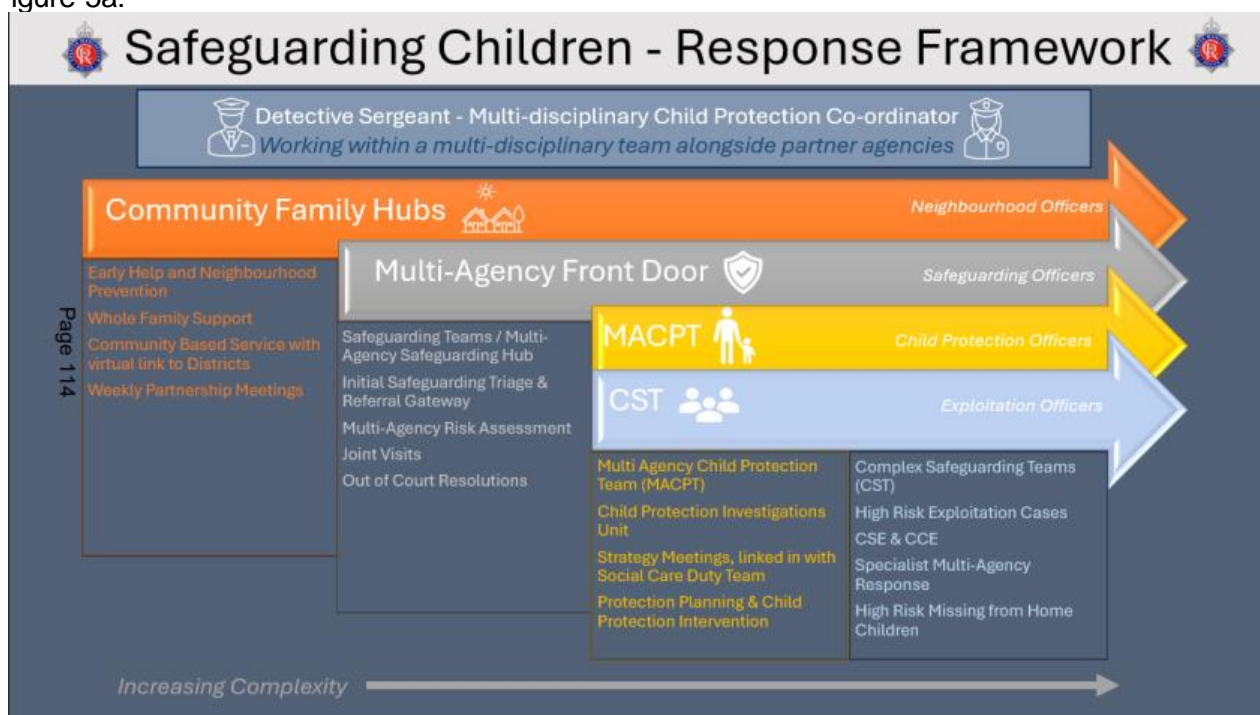 Safeguarding Children - Response Framework
Detective Sergeant - Multi-disciplinary Child Protection Co-ordinator
Working within a multi-disciplinary team alongside partner agencies
Community Family Hubs
Neighbourhood Officers
Early Help and Neighbourhood
Prevention
Whole Family Support
Community Based Service with
virtual link to Districts
Weekly Partnership Meetings
Multi-Agency Front Door
Safeguarding Officers
Safeguarding Teams / Multi-
Agency Safeguarding Hub
Initial Safeguarding Triage &
Referral Gateway
Multi-Agency Risk Assessment
Joint Visits
Out of Court Resolutions
MACPT
Child Protection Officers
CST
Exploitation Officers
Multi Agency Child Protection
Team (MACPT)
Child Protection Investigations
Unit
Strategy Meetings, linked in with
Social Care Duty Team
Protection Planning & Child
Protection Intervention
Complex Safeguarding Teams
(CST)
High Risk Exploitation Cases
CSE & CCE
Specialist Multi-Agency
Response
High Risk Missing from Home
Children
Increasing Complexity
Page 114